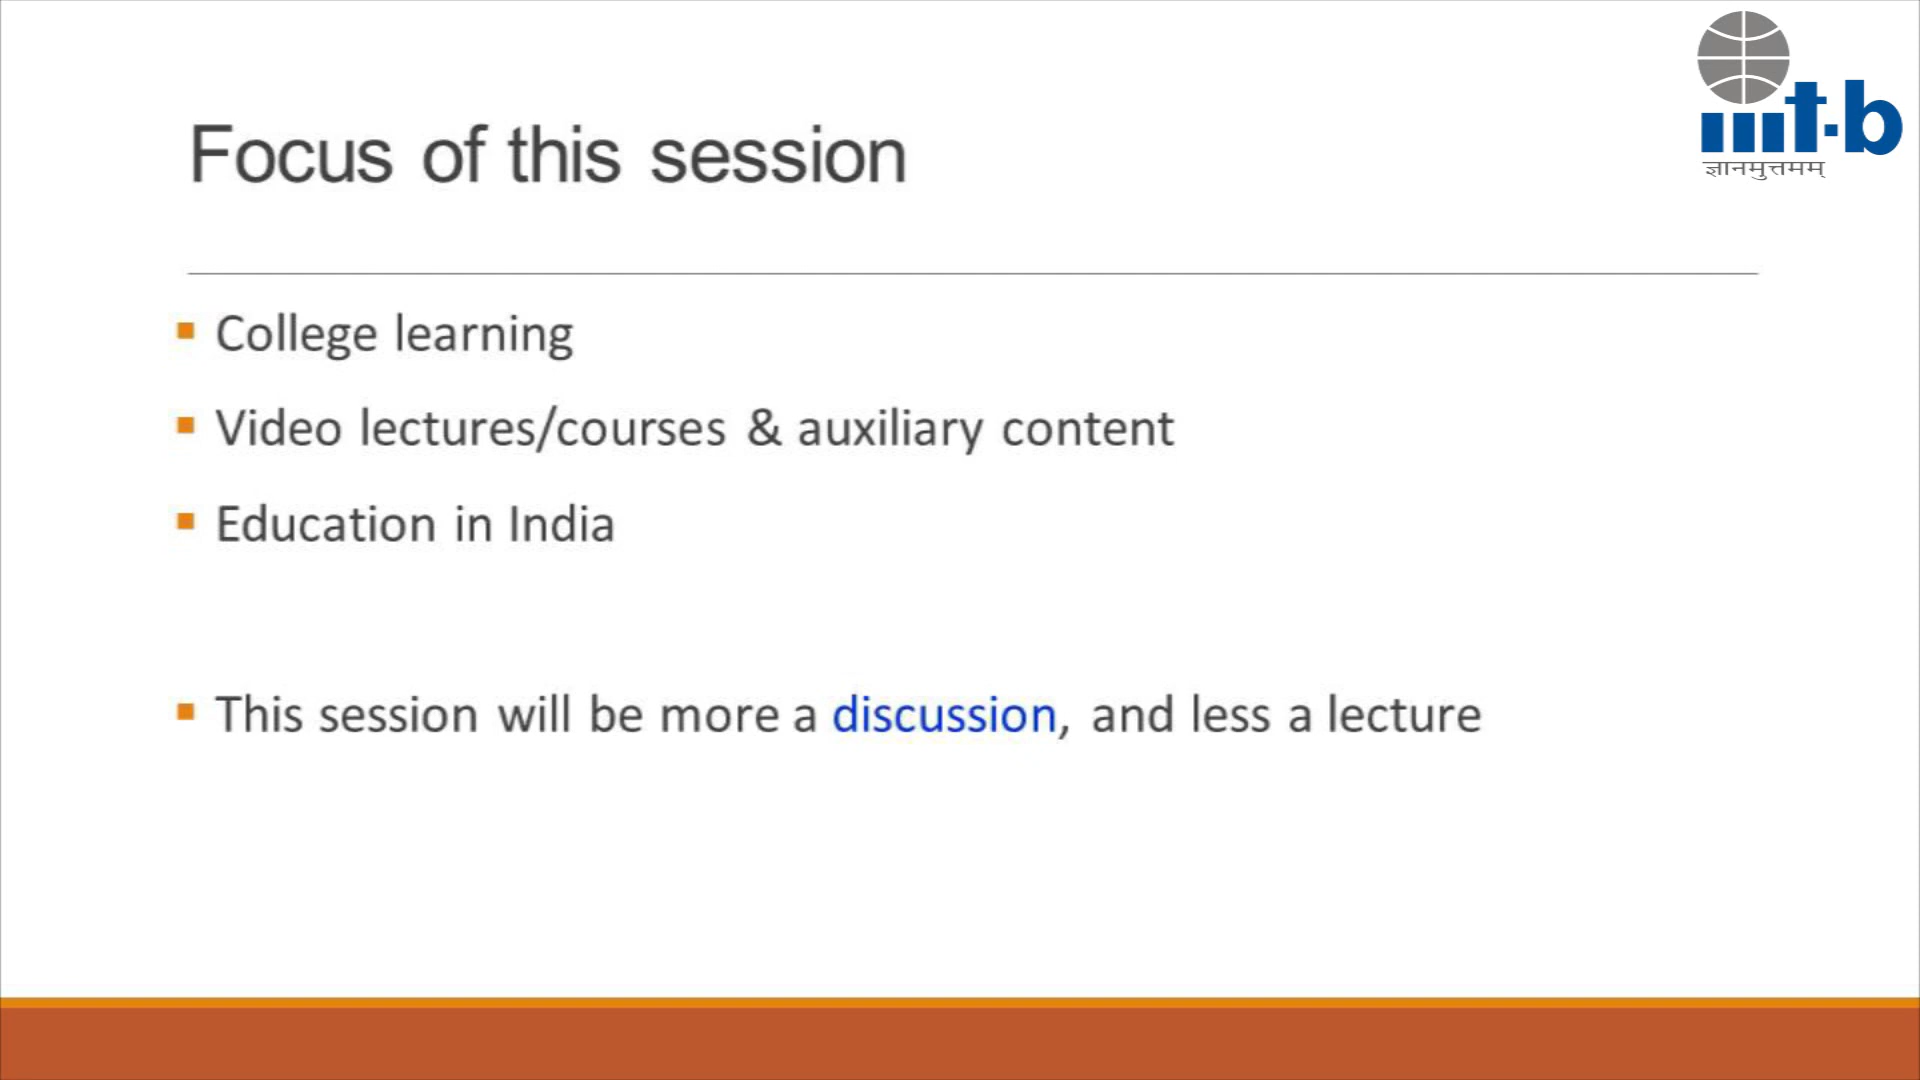 iiit-b
ज्ञानमुत्तमम्
Focus of this session
College learning
Video lectures/courses & auxiliary content
Education in India
This session will be more a discussion, and less a lecture